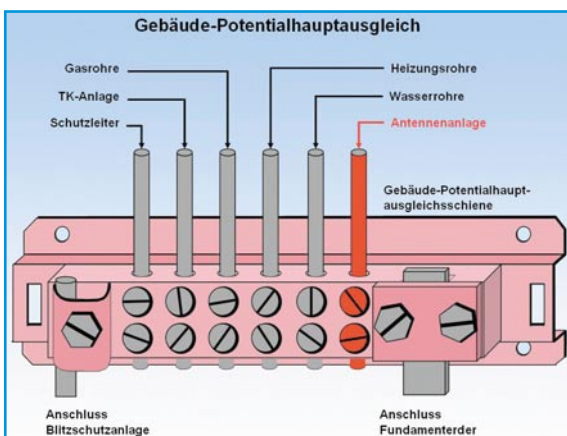 Gebäude-Potentialhauptausgleich
Gasrohre
TK-Anlage
Schutzleiter
Heizungsrohre
Wasserrohre
Antennenanlage
Gebäude-Potentialhaupt-
ausgleichsschiene
Anschluss
Blitzschutzanlage
Anschluss
Fundamenterder